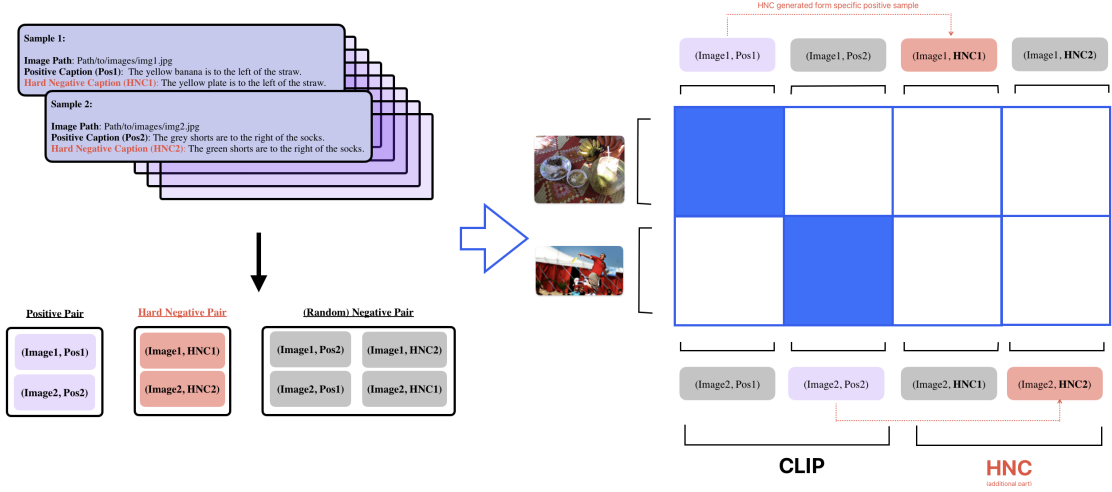 Sample 1:
Image Path: Path/to/images/img1.jpg
Positive Caption (Pos1): The yellow banana is to the left of the straw.
Hard Negative Caption (HNC1): The yellow plate is to the left of the straw.
Sample 2:
Image Path: Path/to/images/img2.jpg
Positive Caption (Pos2): The grey shorts are to the right of the socks.
Hard Negative Caption (HNC2): The green shorts are to the right of the socks.
Positive Pair
(Image1, Pos1)
(Image2, Pos2)
Hard Negative Pair
(Image1, HNC1)
(Image2, HNC2)
(Random) Negative Pair
(Image1, Pos2) (Image1, HNC2)
(Image2, Pos1) (Image2, HNC1)
HNC generated form specific positive sample
(Image1, Pos1) (Image1, Pos2) (Image1, HNC1) (Image1, HNC2)
(Image2, Pos1) (Image2, Pos2) (Image2, HNC1) (Image2, HNC2)
CLIP HNC
(additional part)